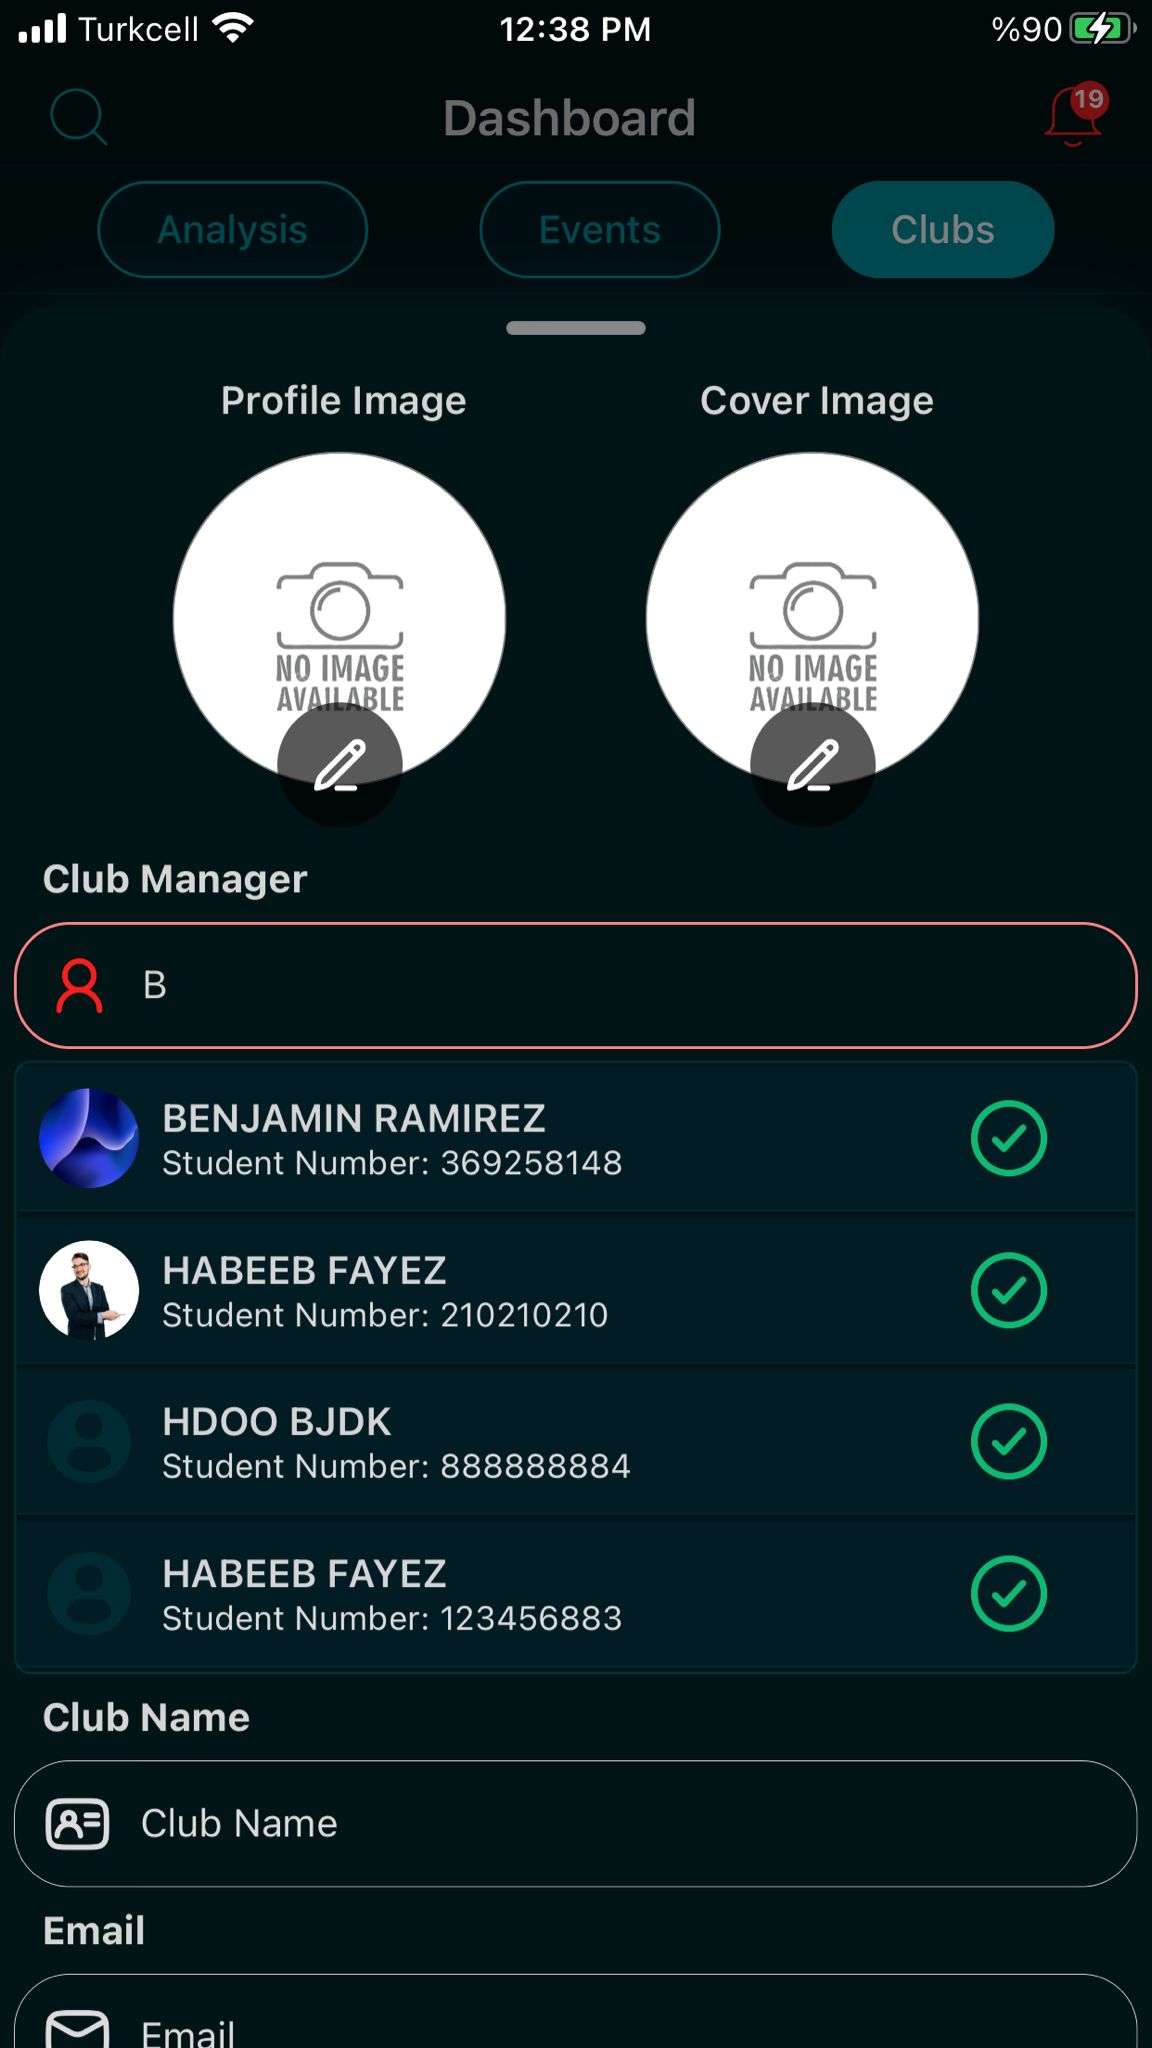 Turkcell 12:38 PM %90
Dashboard 19
Analysis Events Clubs
Profile Image Cover Image
NO IMAGE NO IMAGE
AVAILABLE AVAILABLE
Club Manager
B
BENJAMIN RAMIREZ
Student Number: 369258148
HABEEB FAYEZ
Student Number: 210210210
HDOO BJDK
Student Number: 888888884
HABEEB FAYEZ
Student Number: 123456883
Club Name
Club Name
Email
Email